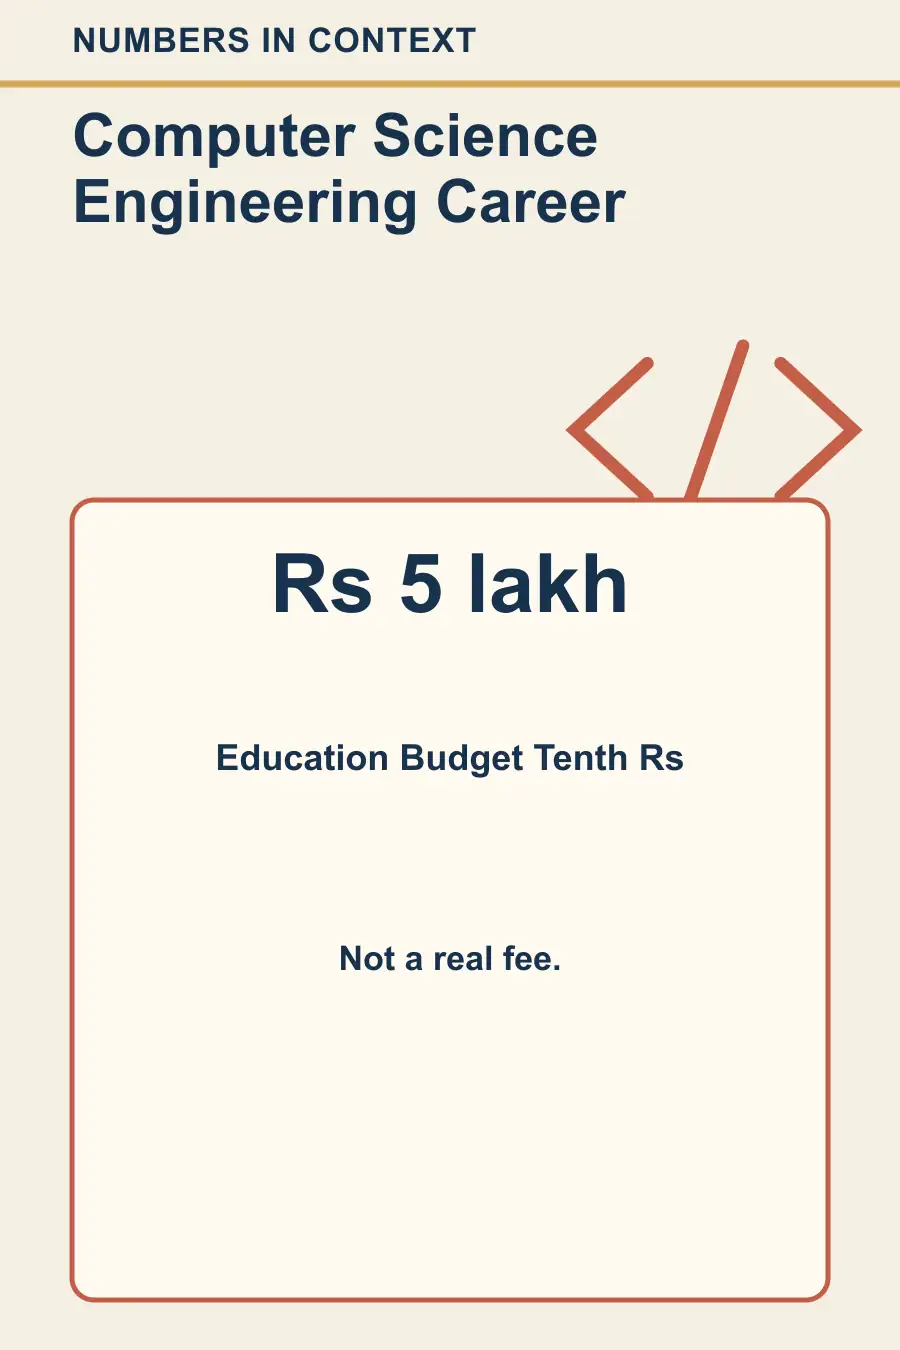 NUMBERS IN CONTEXT
Computer Science
Engineering Career
</>
Rs 5 lakh
Education Budget Tenth Rs
Not a real fee.